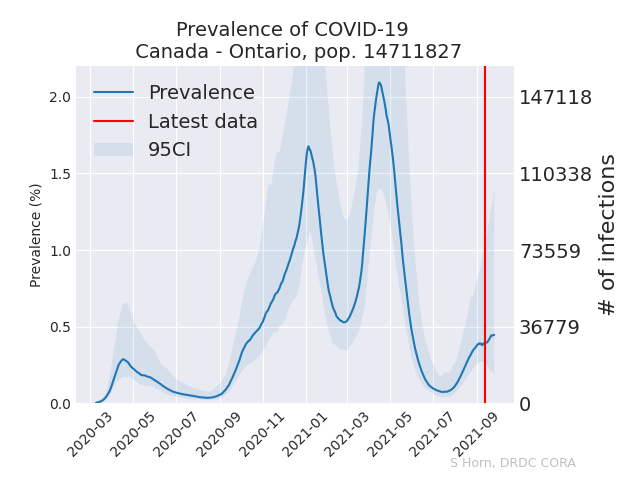 Prevalence of COVID-19
Canada - Ontario, pop. 14711827
Prevalence
Latest data
95CI
2.0
1.5
1.0
0.5
0.0
Prevalence (%)
147118
110338
73559
36779
0
# of infections
2020-03
2020-05
2020-07
2020-09
2020-11
2021-01
2021-03
2021-05
2021-07
2021-09
S Horn, DRDC CORA